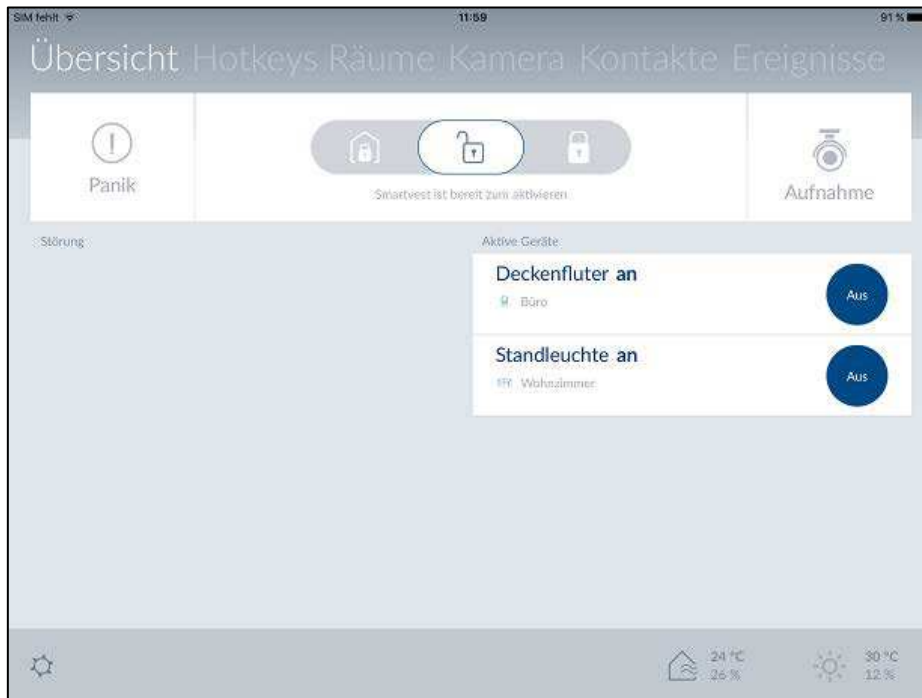 SIM fehlt 11:59 91 %
Übersicht Hotkeys Räume Kamera Kontakte Ereignisse
Panik
Smartvest ist bereit zum aktivieren
Aufnahme
Störung
Aktive Geräte
Deckenfluter an
Büro
Aus
Standleuchte an
Wohnzimmer
Aus
24 °C
26 %
30 °C
12 %